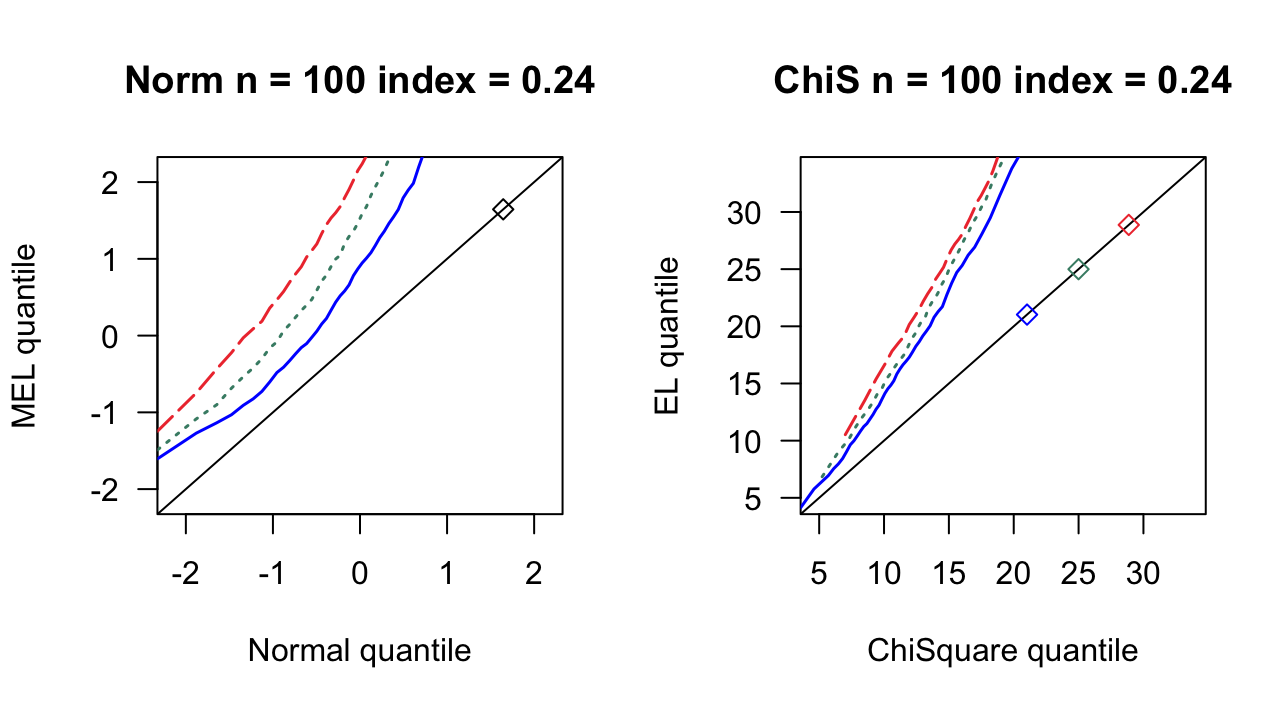 Norm n = 100 index = 0.24
MEL quantile
2
1
0
-1
-2
-2 -1 0 1 2
Normal quantile
ChiS n = 100 index = 0.24
EL quantile
30
25
20
15
10
5
5 10 15 20 25 30
ChiSquare quantile